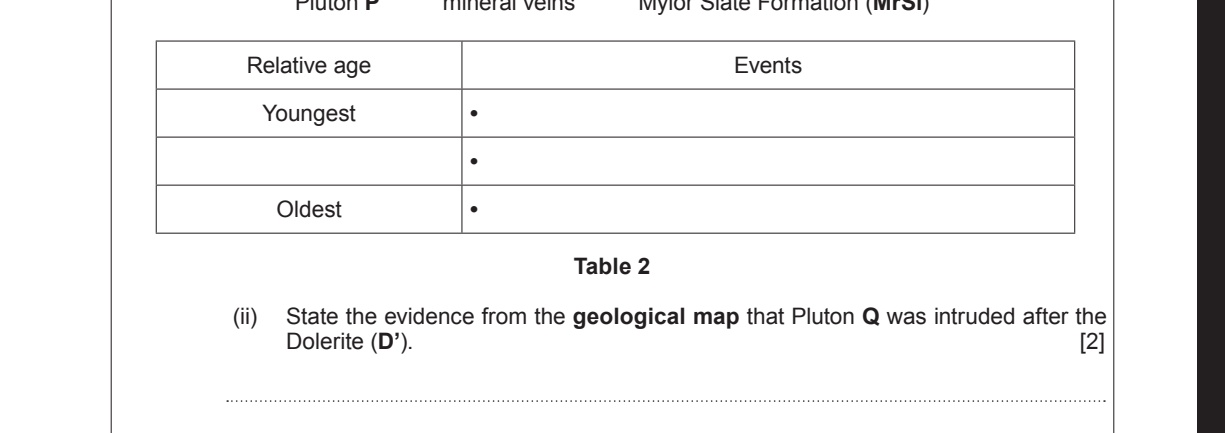 Pluton P mineral veins Mylor Slate Formation (MrSl)
Relative age Events
Youngest •
•
Oldest •
Table 2
(ii) State the evidence from the geological map that Pluton Q was intruded after the
Dolerite (D’). [2]